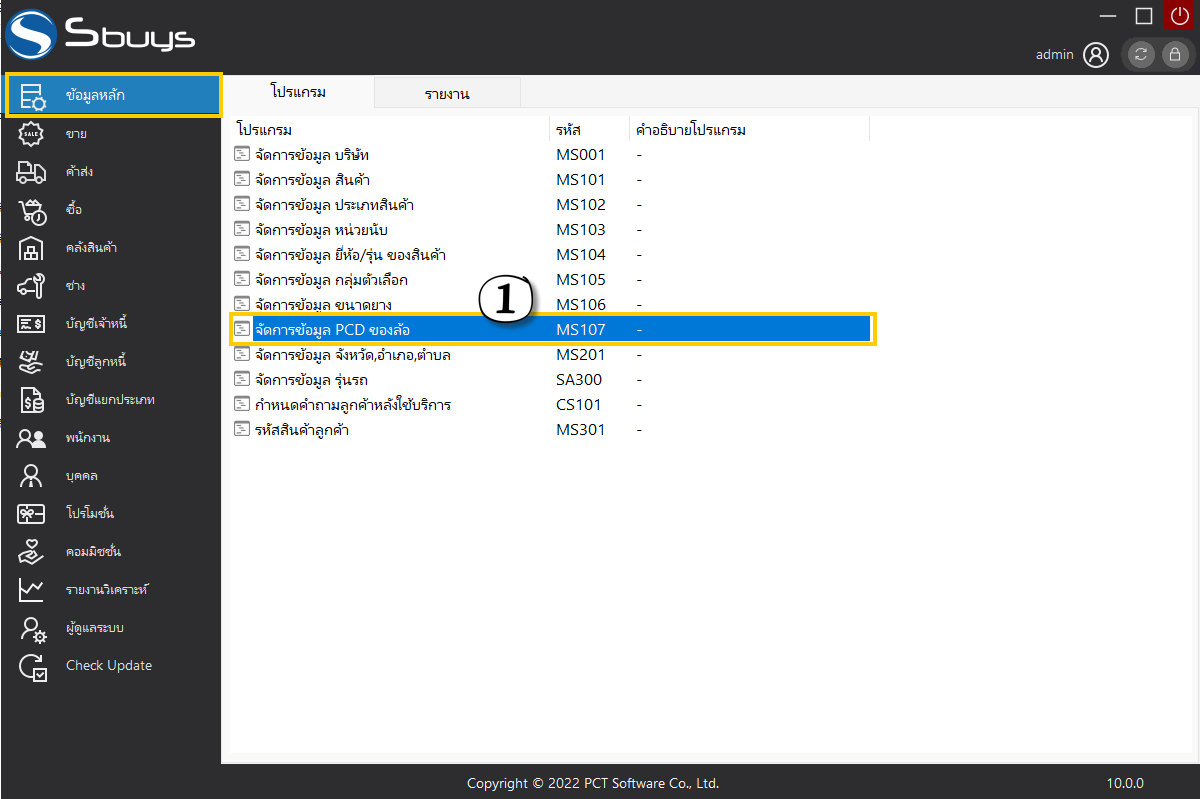 Sbuys
admin
ข้อมูลหลัก
ขาย
ค้าส่ง
ซื้อ
คลังสินค้า
ช่าง
บัญชีเจ้าหนี้
บัญชีลูกหนี้
บัญชีแยกประเภท
พนักงาน
บุคคล
โปรโมชั่น
คอมมิชชั่น
รายงานวิเคราะห์
ผู้ดูแลระบบ
Check Update
SALE
โปรแกรม รายงาน
โปรแกรม รหัส คำอธิบายโปรแกรม
จัดการข้อมูล บริษัท MS001 -
จัดการข้อมูล สินค้า MS101 -
จัดการข้อมูล ประเภทสินค้า MS102 -
จัดการข้อมูล หน่วยนับ MS103 -
จัดการข้อมูล ยี่ห้อ/รุ่น ของสินค้า MS104 -
จัดการข้อมูล กลุ่มตัวเลือก MS105 -
จัดการข้อมูล ขนาดยาง MS106 -
1
จัดการข้อมูล PCD ของล้อ MS107 -
จัดการข้อมูล จังหวัด,อำเภอ,ตำบล MS201 -
จัดการข้อมูล รุ่นรถ SA300 -
กำหนดคำถามลูกค้าหลังใช้บริการ CS101 -
รหัสสินค้าลูกค้า MS301 -
Copyright © 2022 PCT Software Co., Ltd. 10.0.0